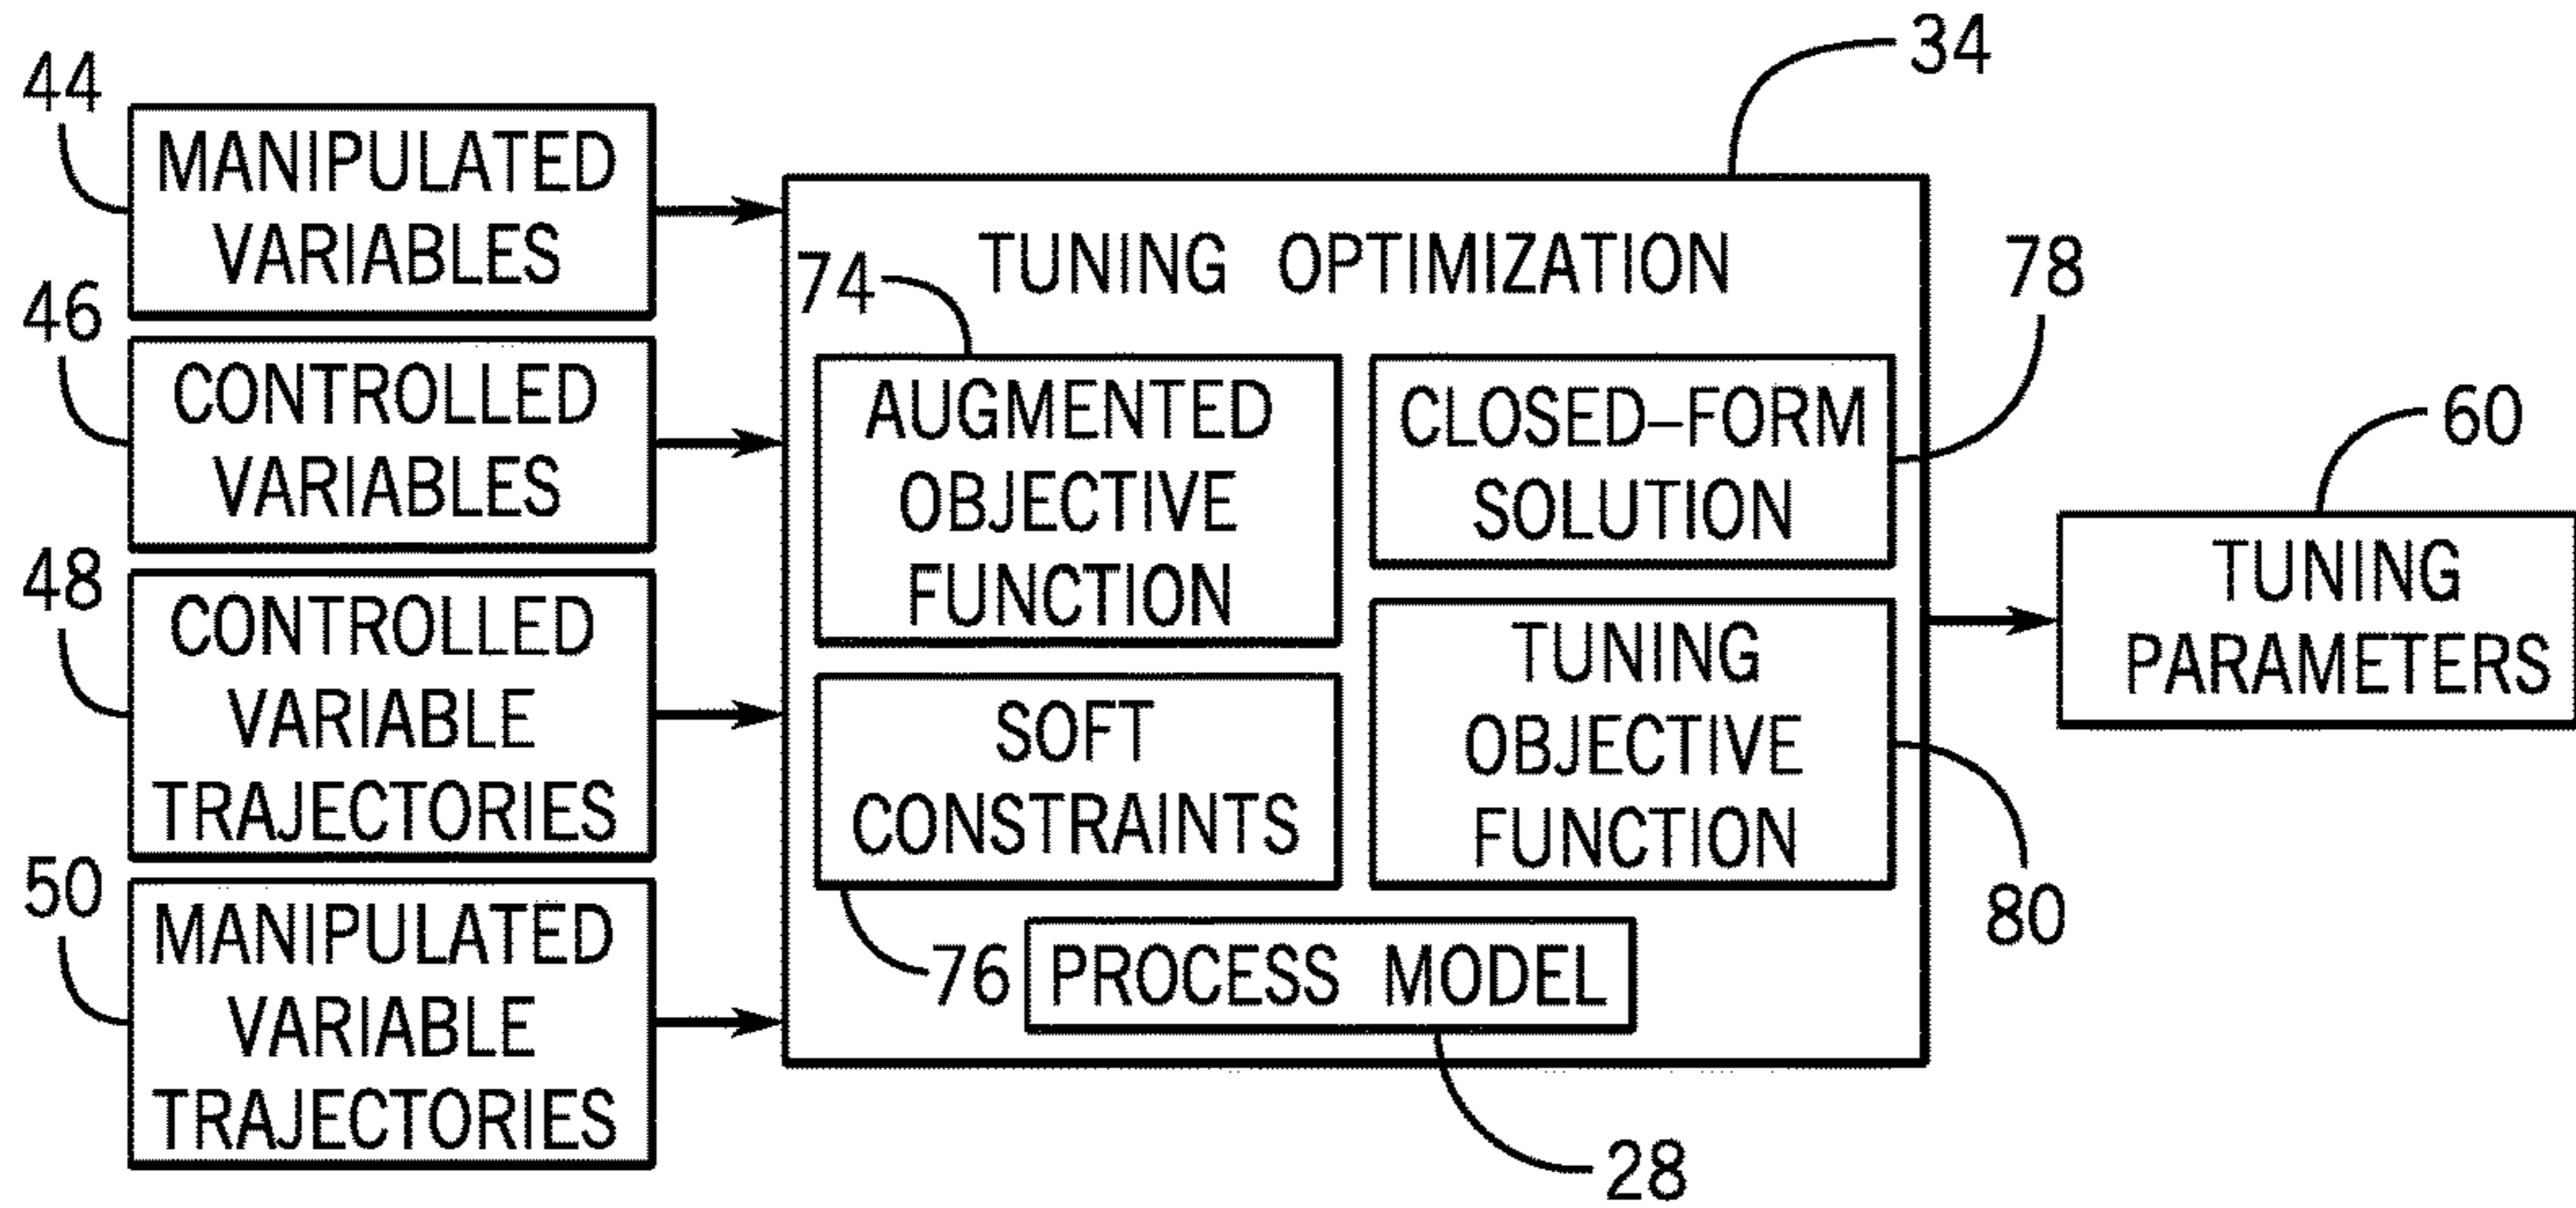 44
MANIPULATED
VARIABLES
46
CONTROLLED
VARIABLES
48
CONTROLLED
VARIABLE
TRAJECTORIES
50
MANIPULATED
VARIABLE
TRAJECTORIES
34
TUNING OPTIMIZATION
74
AUGMENTED
OBJECTIVE
FUNCTION
78
CLOSED-FORM
SOLUTION
SOFT
CONSTRAINTS
76
TUNING
OBJECTIVE
FUNCTION
80
PROCESS MODEL
28
60
TUNING
PARAMETERS